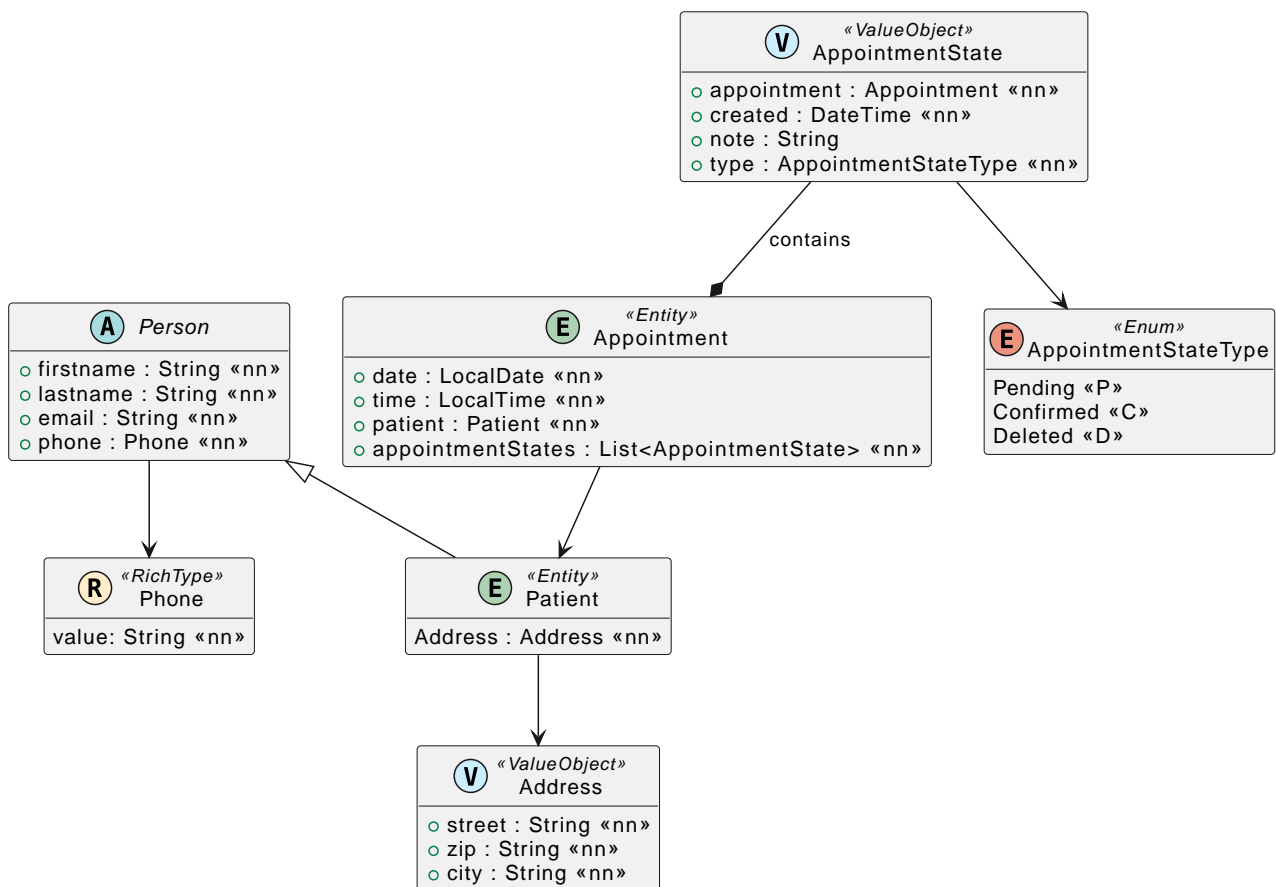 V
«ValueObject»
AppointmentState
appointment : Appointment «nn»
created : DateTime «nn»
note : String
type : AppointmentStateType «nn»
contains
A
Person
firstname : String «nn»
lastname : String «nn»
email : String «nn»
phone : Phone «nn»
E
«Entity»
Appointment
date : LocalDate «nn»
time : LocalTime «nn»
patient : Patient «nn»
appointmentStates : List<AppointmentState> «nn»
E
«Enum»
AppointmentStateType
Pending «P»
Confirmed «C»
Deleted «D»
R
«RichType»
Phone
value: String «nn»
E
«Entity»
Patient
Address : Address «nn»
V
«ValueObject»
Address
street : String «nn»
zip : String «nn»
city : String «nn»